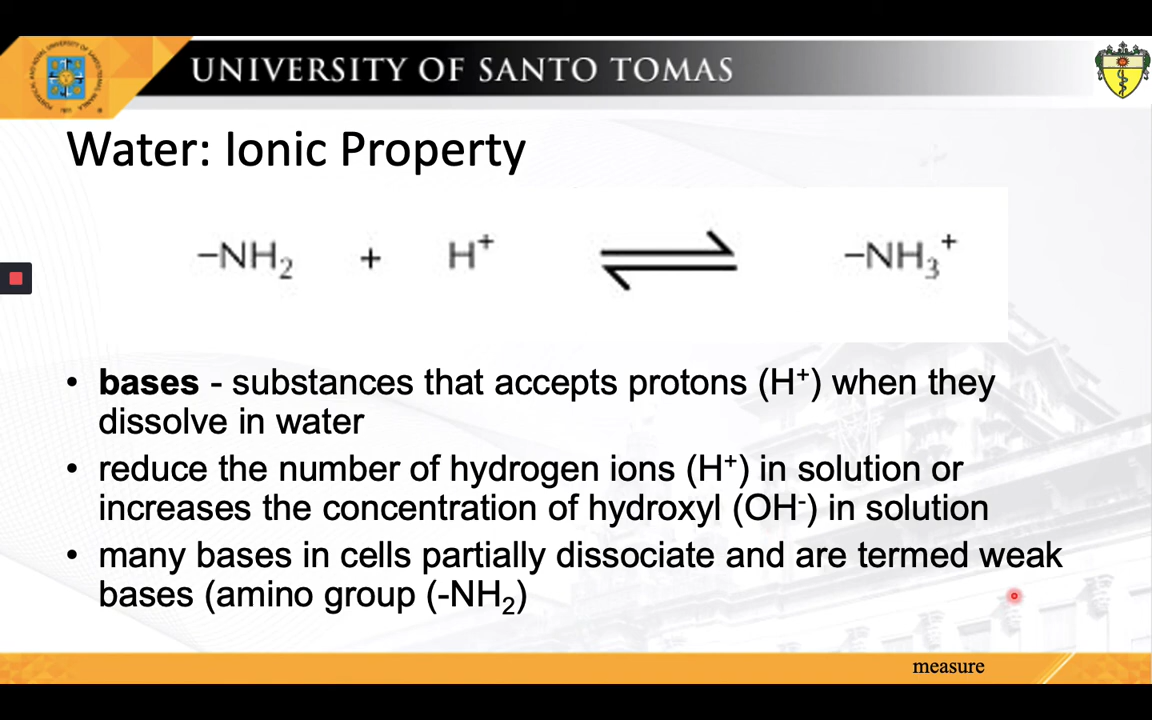 UNIVERSITY OF SANTO TOMAS
Water: Ionic Property
–NH₂ + H⁺ ⇌ –NH₃⁺
• bases - substances that accepts protons (H⁺) when they
dissolve in water
• reduce the number of hydrogen ions (H⁺) in solution or
increases the concentration of hydroxyl (OH⁻) in solution
• many bases in cells partially dissociate and are termed weak
bases (amino group (-NH₂)
measure